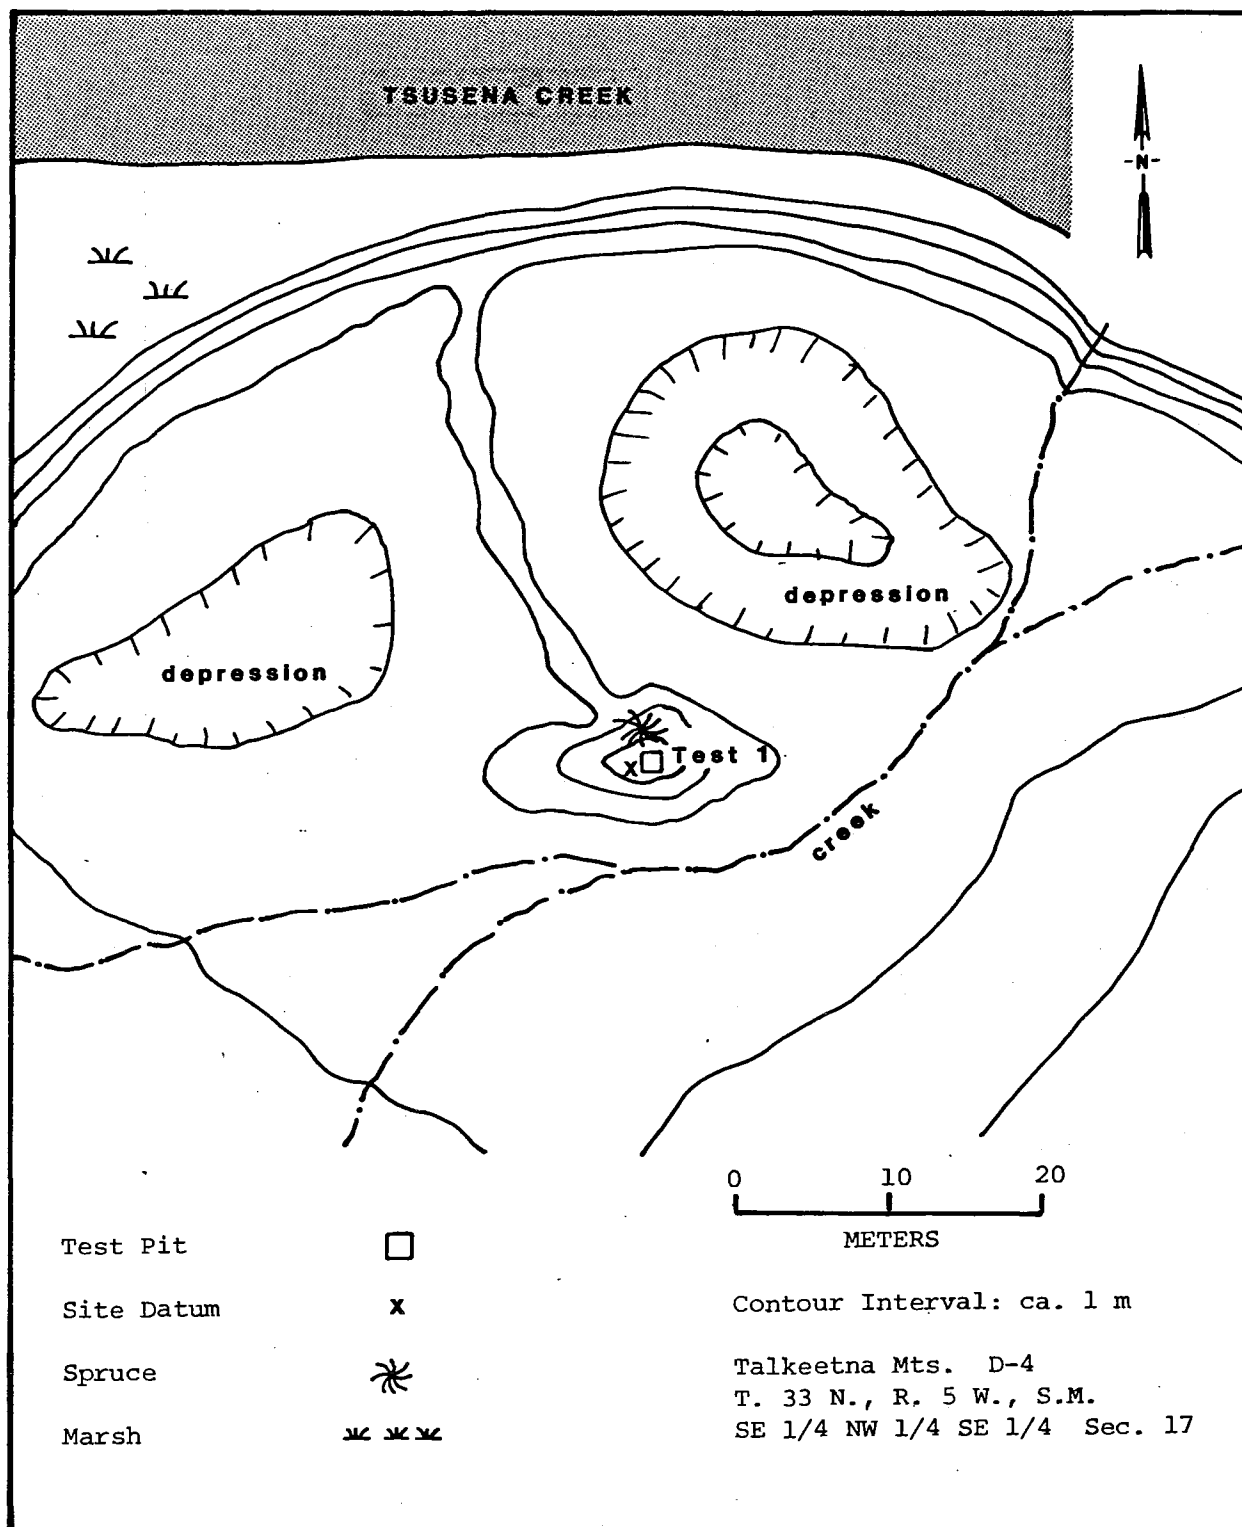 TSUSENA CREEK
-N-
depression
depression
Test 1
x
creek
0 10 20
METERS
Test Pit
Site Datum x
Spruce
Marsh
Contour Interval: ca. 1 m
Talkeetna Mts. D-4
T. 33 N., R. 5 W., S.M.
SE 1/4 NW 1/4 SE 1/4 Sec. 17